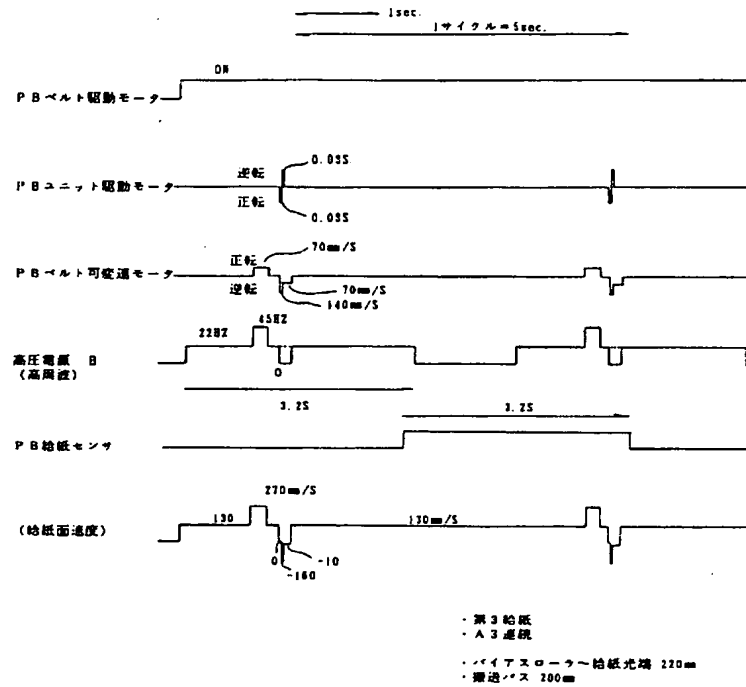 1sec.
1サイクル=5sec.
ON
PBベルト駆動モータ
0.03S
逆転
PBユニット駆動モータ
正転
0.03S
正転
70mm/S
PBベルト可変速モータ
逆転
70mm/S
140mm/S
45HZ
22HZ
高圧電源 B
(高周波)
0
3.2S
3.2S
PB給紙センサ
270mm/S
130
130mm/S
(給紙面速度)
0
-10
-160
・第3給紙
・A3連続
・バイアスローラ～給紙光端 220mm
・搬送パス 200mm